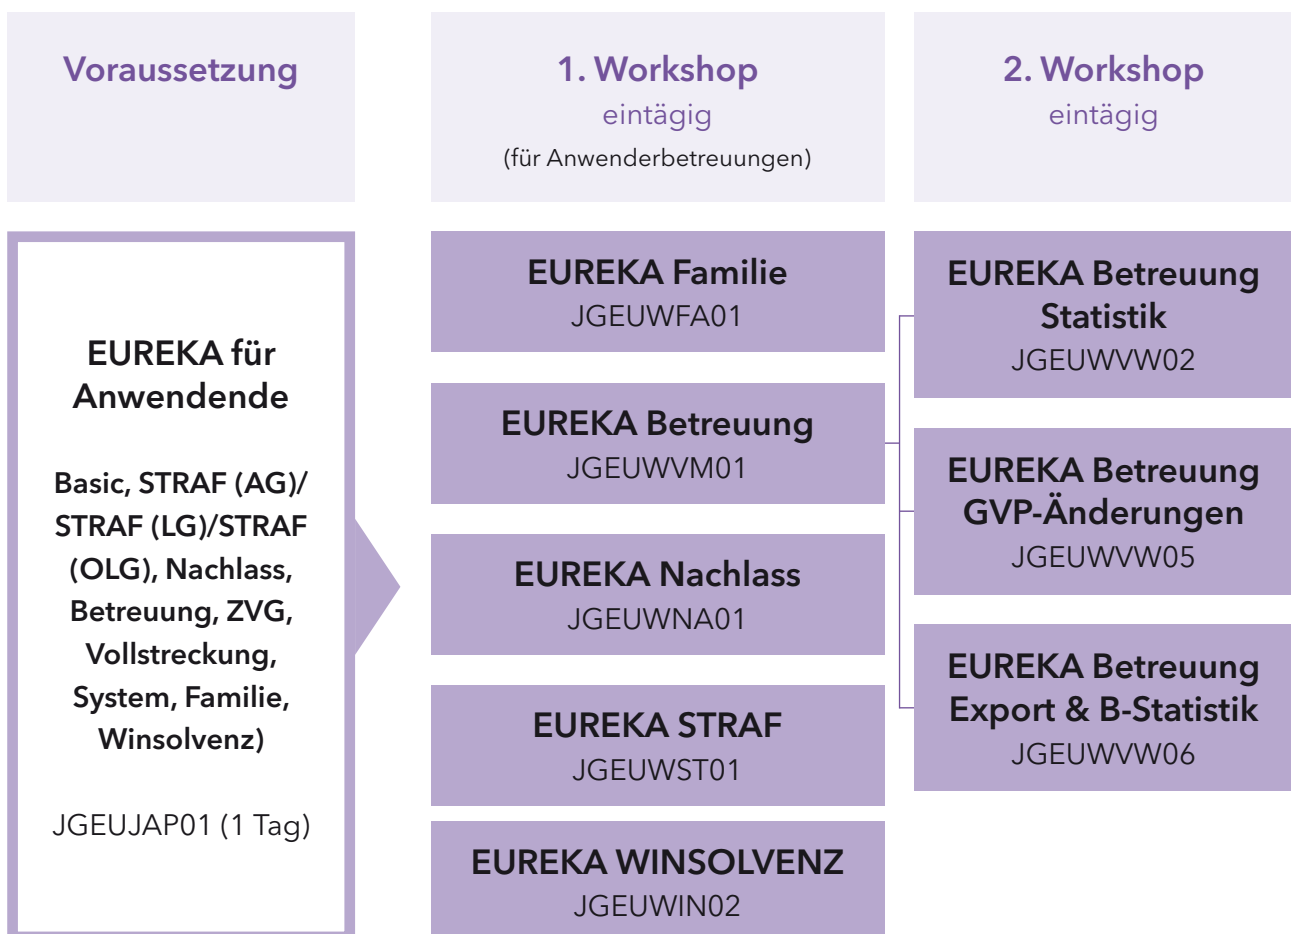 Voraussetzung
1. Workshop
eintägig
(für Anwenderbetreuungen)
2. Workshop
eintägig
EUREKA für
Anwendende
Basic, STRAF (AG)/
STRAF (LG)/STRAF
(OLG), Nachlass,
Betreuung, ZVG,
Vollstreckung,
System, Familie,
Winsolvenz)
JGEUJAP01 (1 Tag)
EUREKA Familie
JGEUWFA01
EUREKA Betreuung
JGEUWVM01
EUREKA Nachlass
JGEUWNA01
EUREKA STRAF
JGEUWST01
EUREKA WINSOLVENZ
JGEUWIN02
EUREKA Betreuung
Statistik
JGEUWVW02
EUREKA Betreuung
GVP-Änderungen
JGEUWVW05
EUREKA Betreuung
Export & B-Statistik
JGEUWVW06